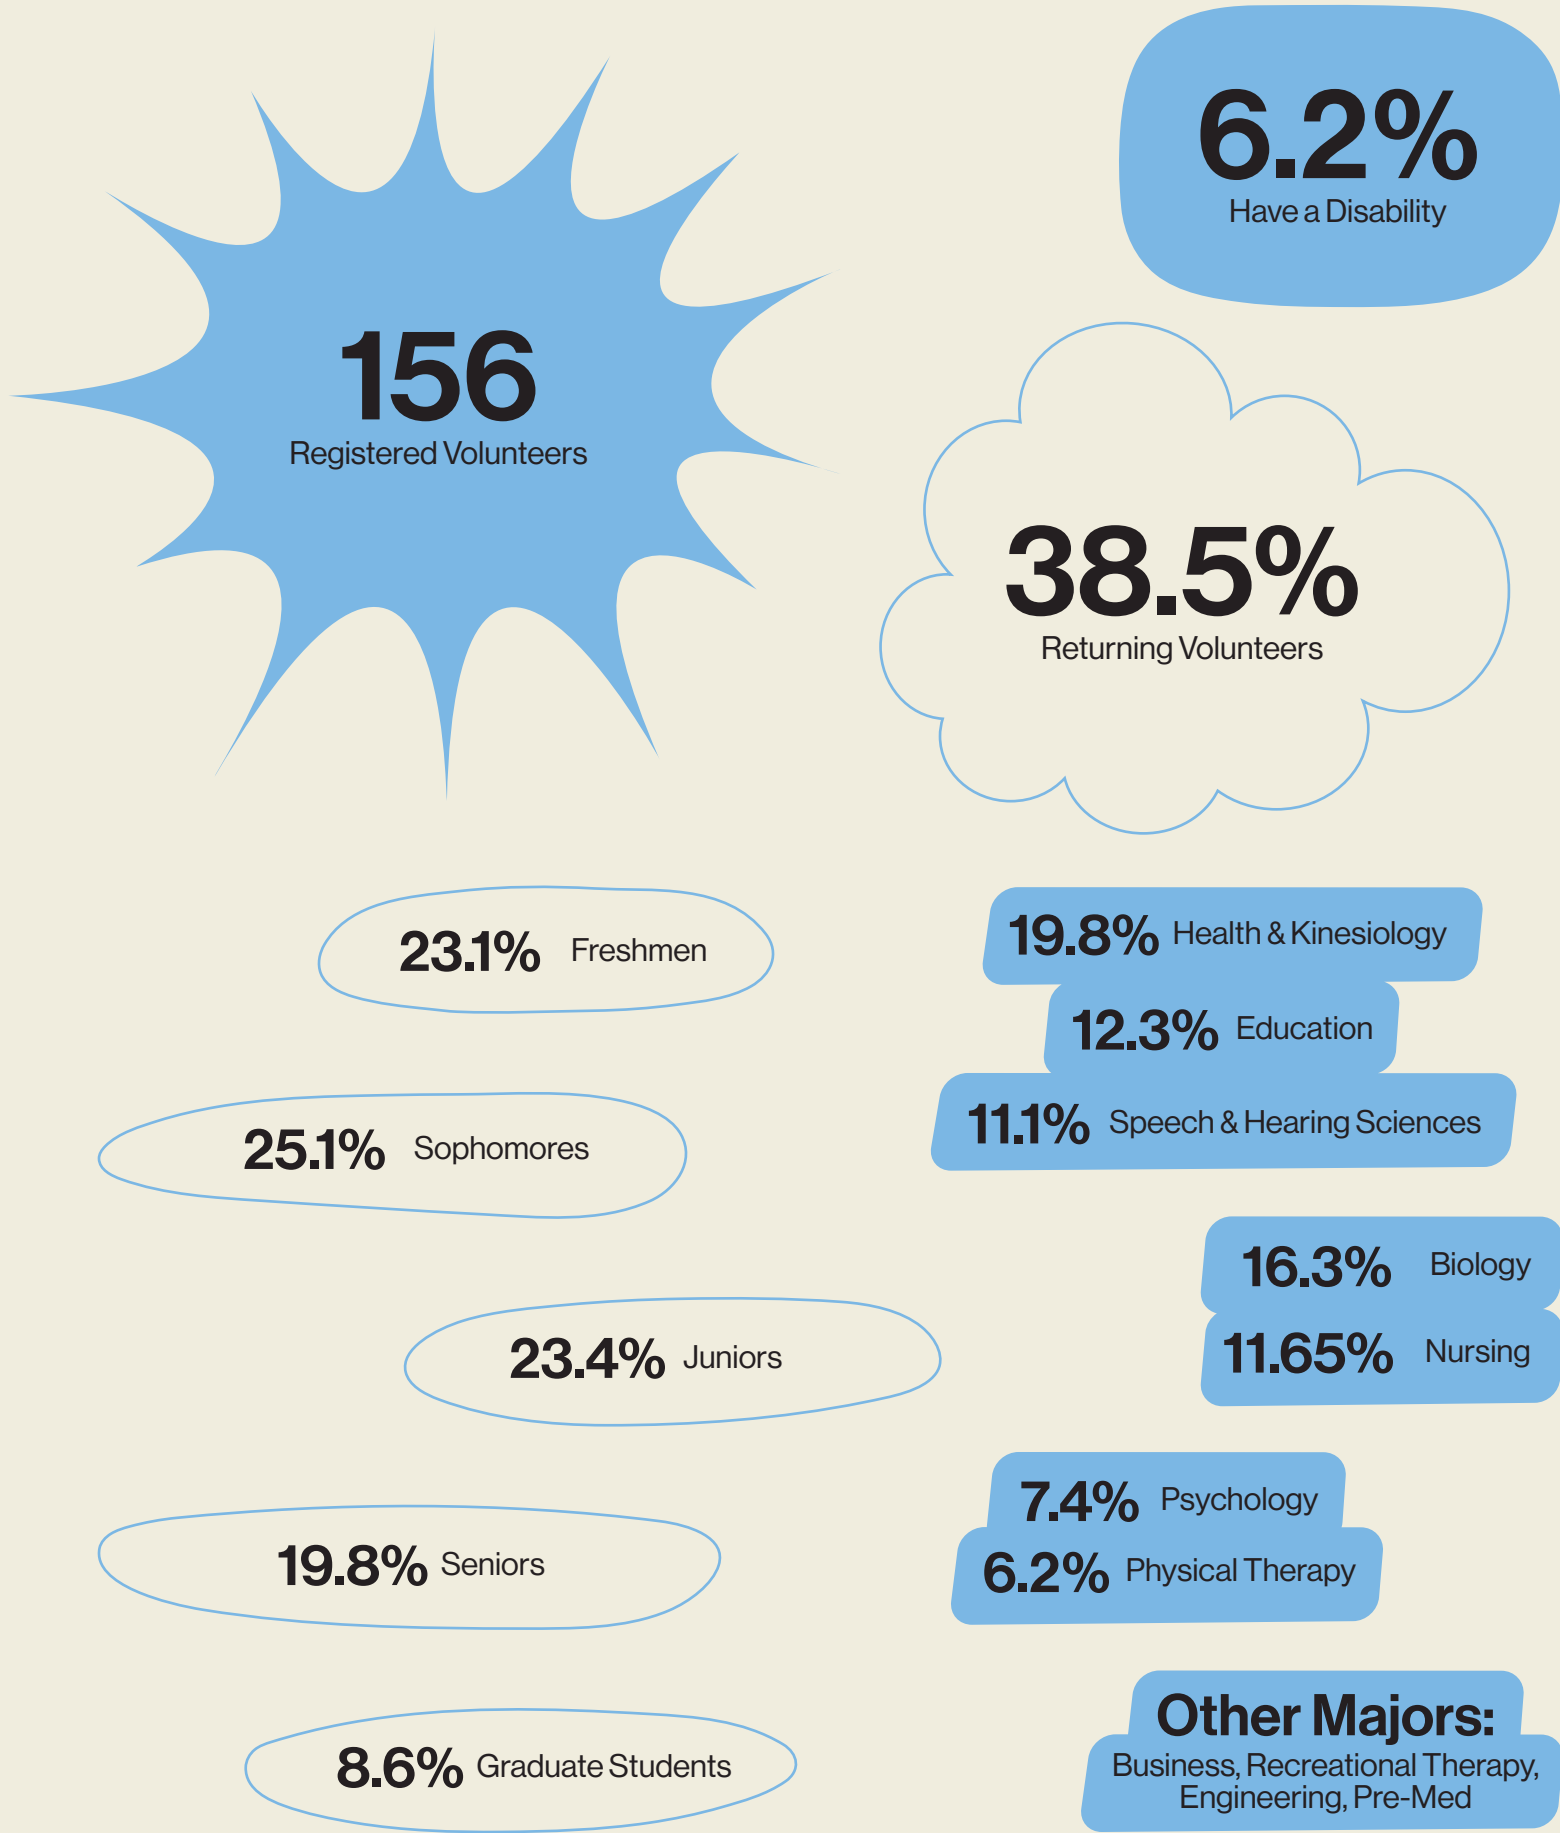 6.2%
Have a Disability
156
Registered Volunteers
38.5%
Returning Volunteers
23.1% Freshmen
25.1% Sophomores
23.4% Juniors
19.8% Seniors
8.6% Graduate Students
19.8% Health & Kinesiology
12.3% Education
11.1% Speech & Hearing Sciences
16.3% Biology
11.65% Nursing
7.4% Psychology
6.2% Physical Therapy
Other Majors:
Business, Recreational Therapy,
Engineering, Pre-Med